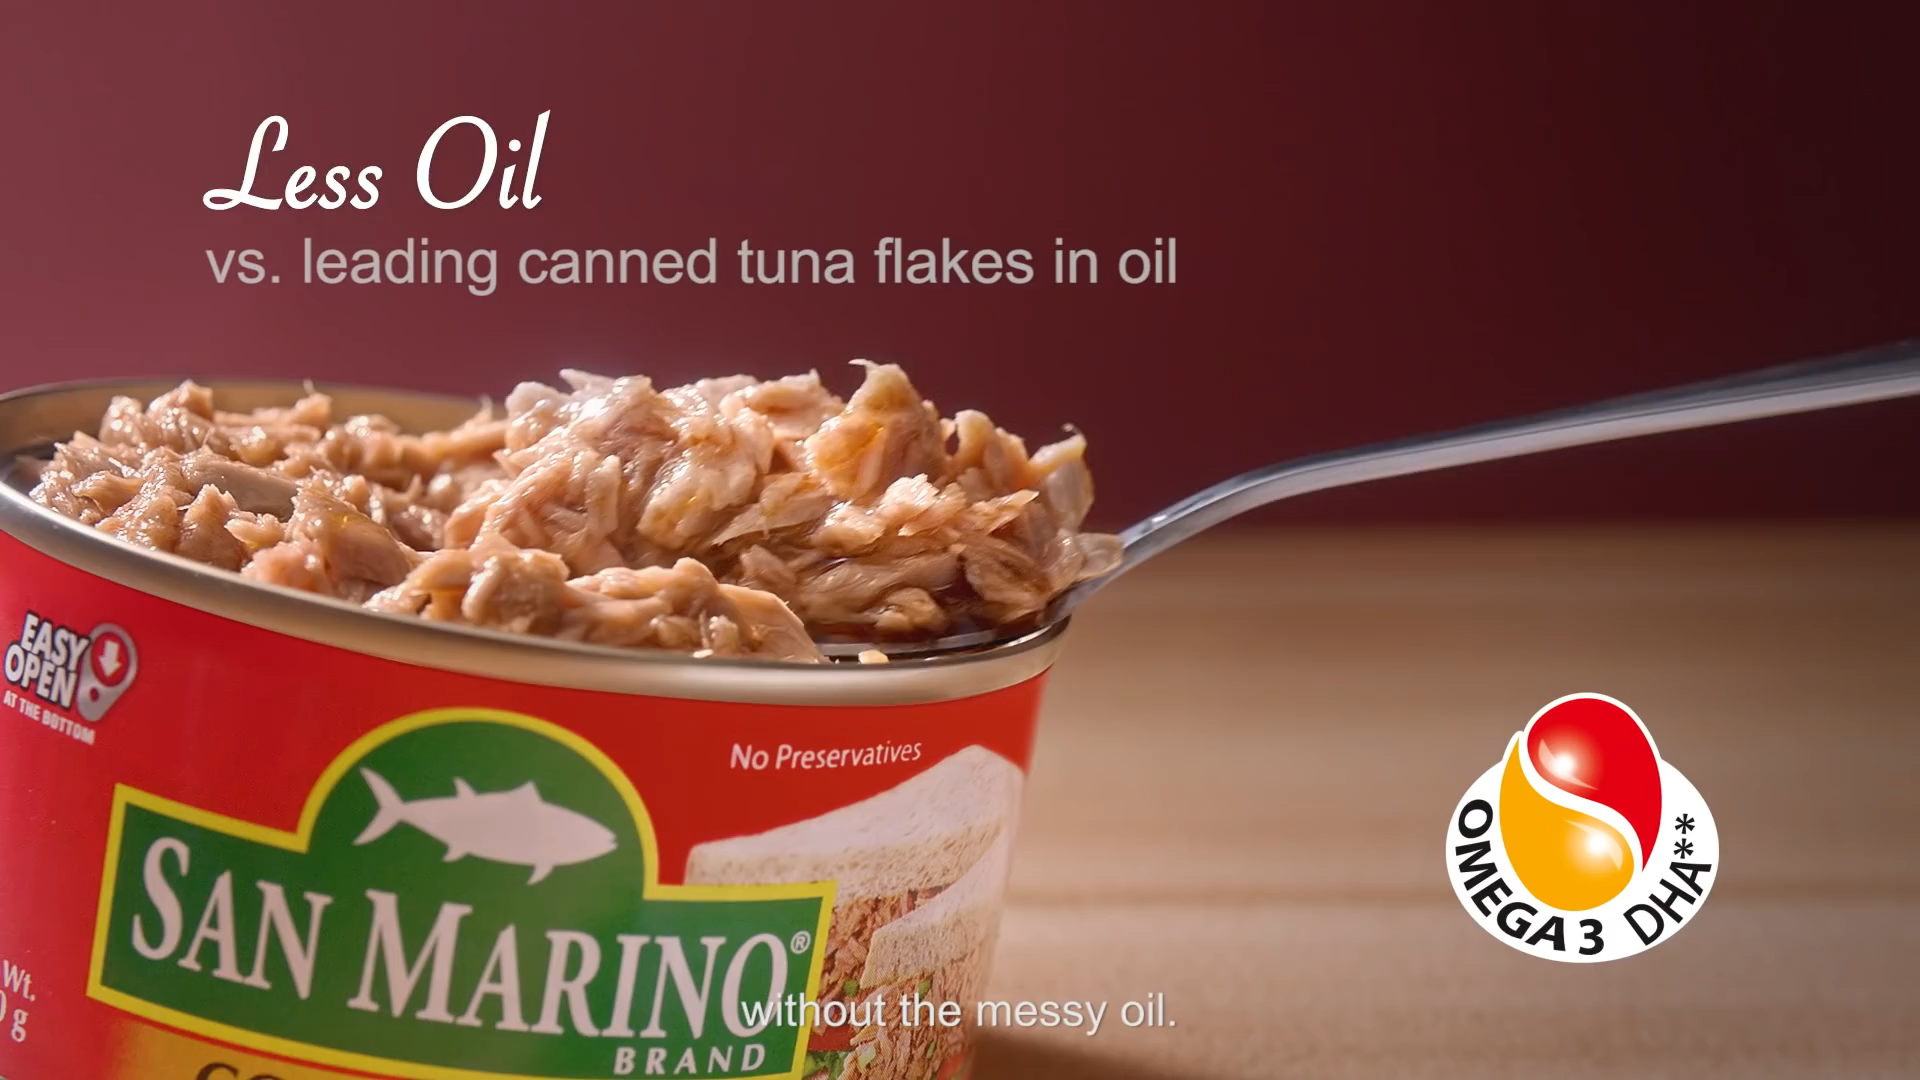 Less Oil
vs. leading canned tuna flakes in oil
EASY
OPEN
AT THE BOTTOM
No Preservatives
SAN MARINO®
BRAND
Wt.
g
OMEGA 3 DHA**
without the messy oil.